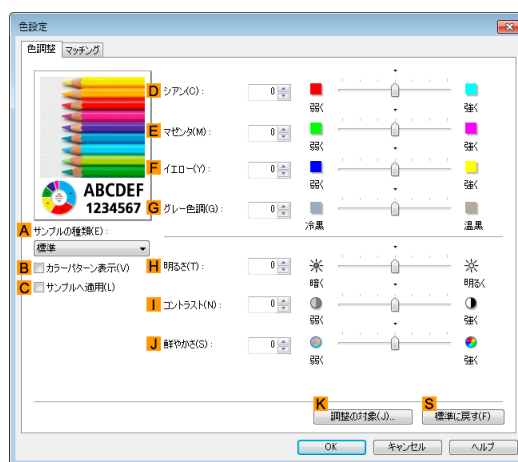 色設定
色調整 マッチング
ABCDEF
1234567
A サンプルの種類(E) :
標準
B カラーパターン表示(V)
C サンプルへ適用(L)
D シアン(C) : 0 弱く 強く
E マゼンタ(M) : 0 弱く 強く
F イエロー(Y) : 0 弱く 強く
G グレー色調(G) : 0 冷黒 温黒
H 明るさ(T) : 0 暗く 明るく
I コントラスト(N) : 0 弱く 強く
J 鮮やかさ(S) : 0 弱く 強く
K 調整の対象(J)... S 標準に戻す(F)
OK キャンセル ヘルプ